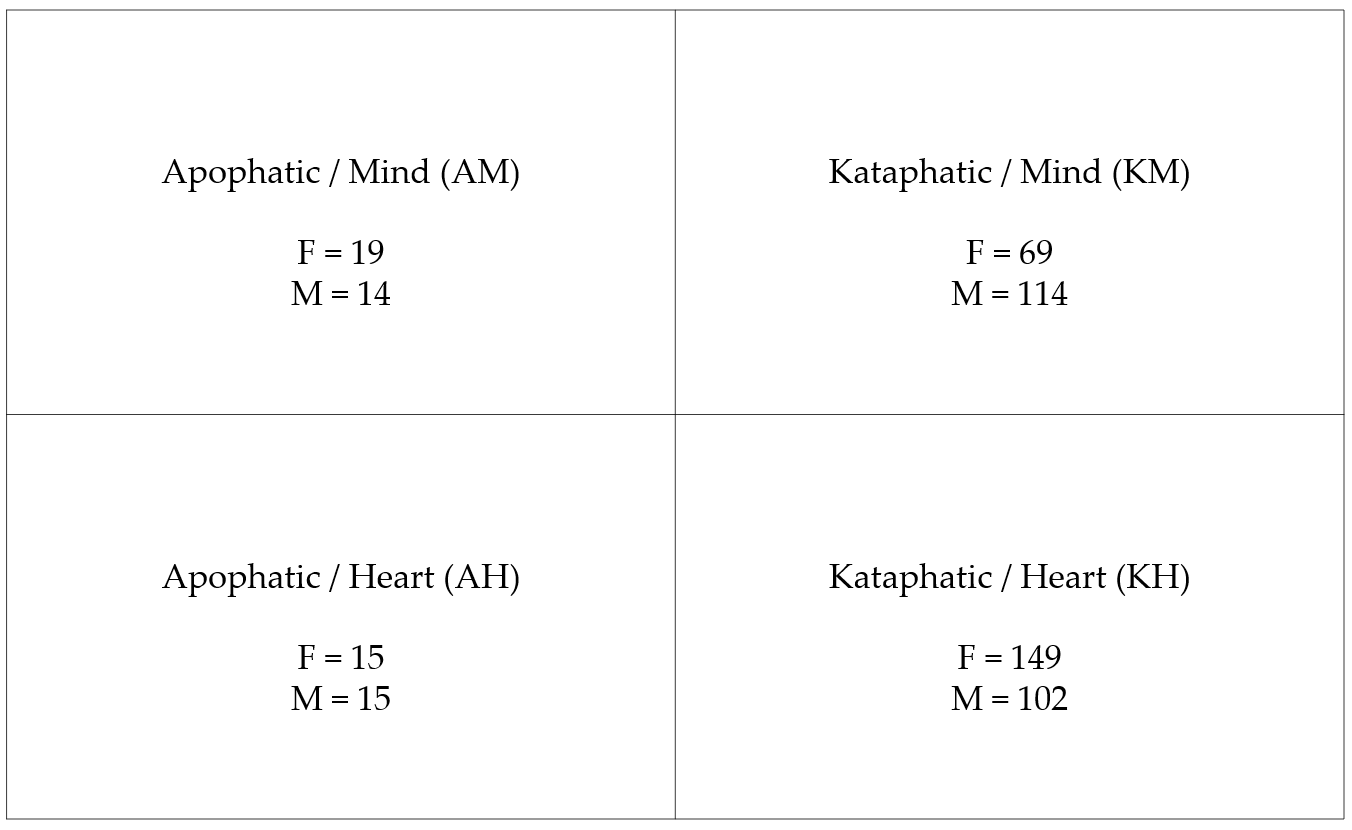 Apophatic / Mind (AM)
F = 19
M = 14
Kataphatic / Mind (KM)
F = 69
M = 114
Apophatic / Heart (AH)
F = 15
M = 15
Kataphatic / Heart (KH)
F = 149
M = 102